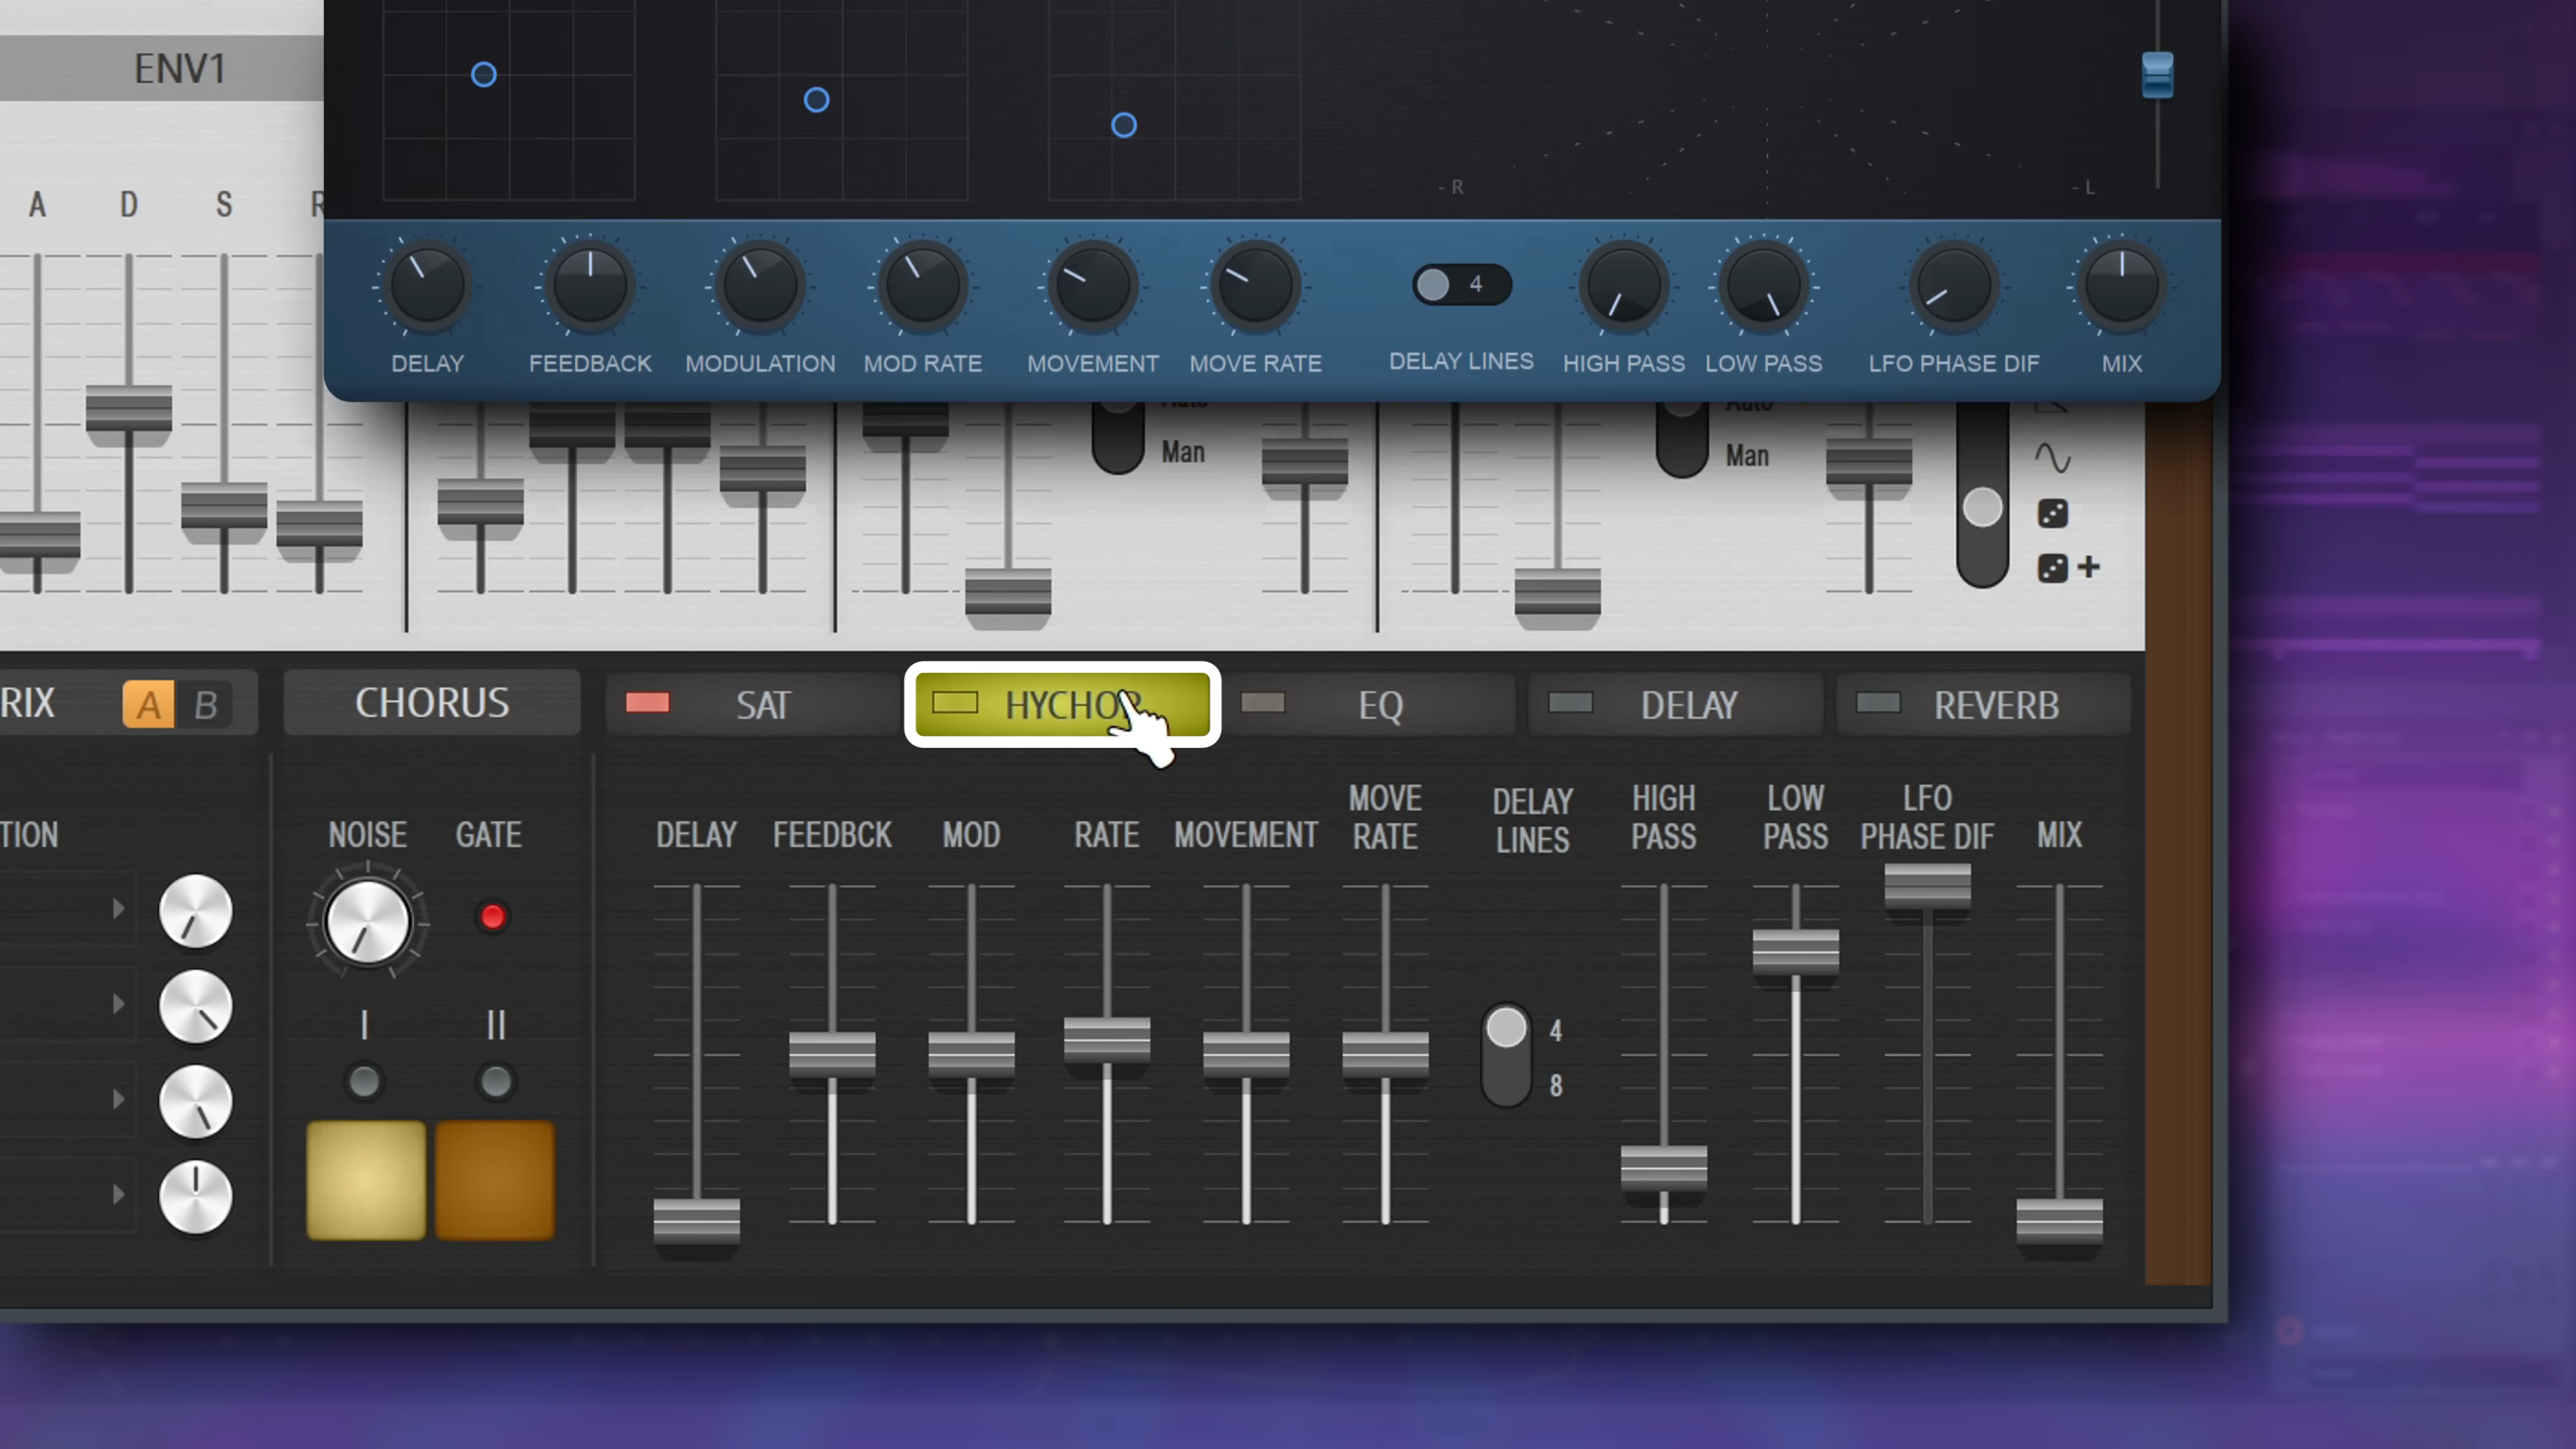 ENV1
A D S R
- R
- L
4
DELAY FEEDBACK MODULATION MOD RATE MOVEMENT MOVE RATE DELAY LINES HIGH PASS LOW PASS LFO PHASE DIF MIX
Man
Man
RIX A B CHORUS SAT HYCHOR EQ DELAY REVERB
TION
NOISE GATE
I II
DELAY FEEDBCK MOD RATE MOVEMENT
MOVE
RATE
DELAY
LINES
HIGH
PASS
LOW
PASS
LFO
PHASE DIF
MIX
4
8